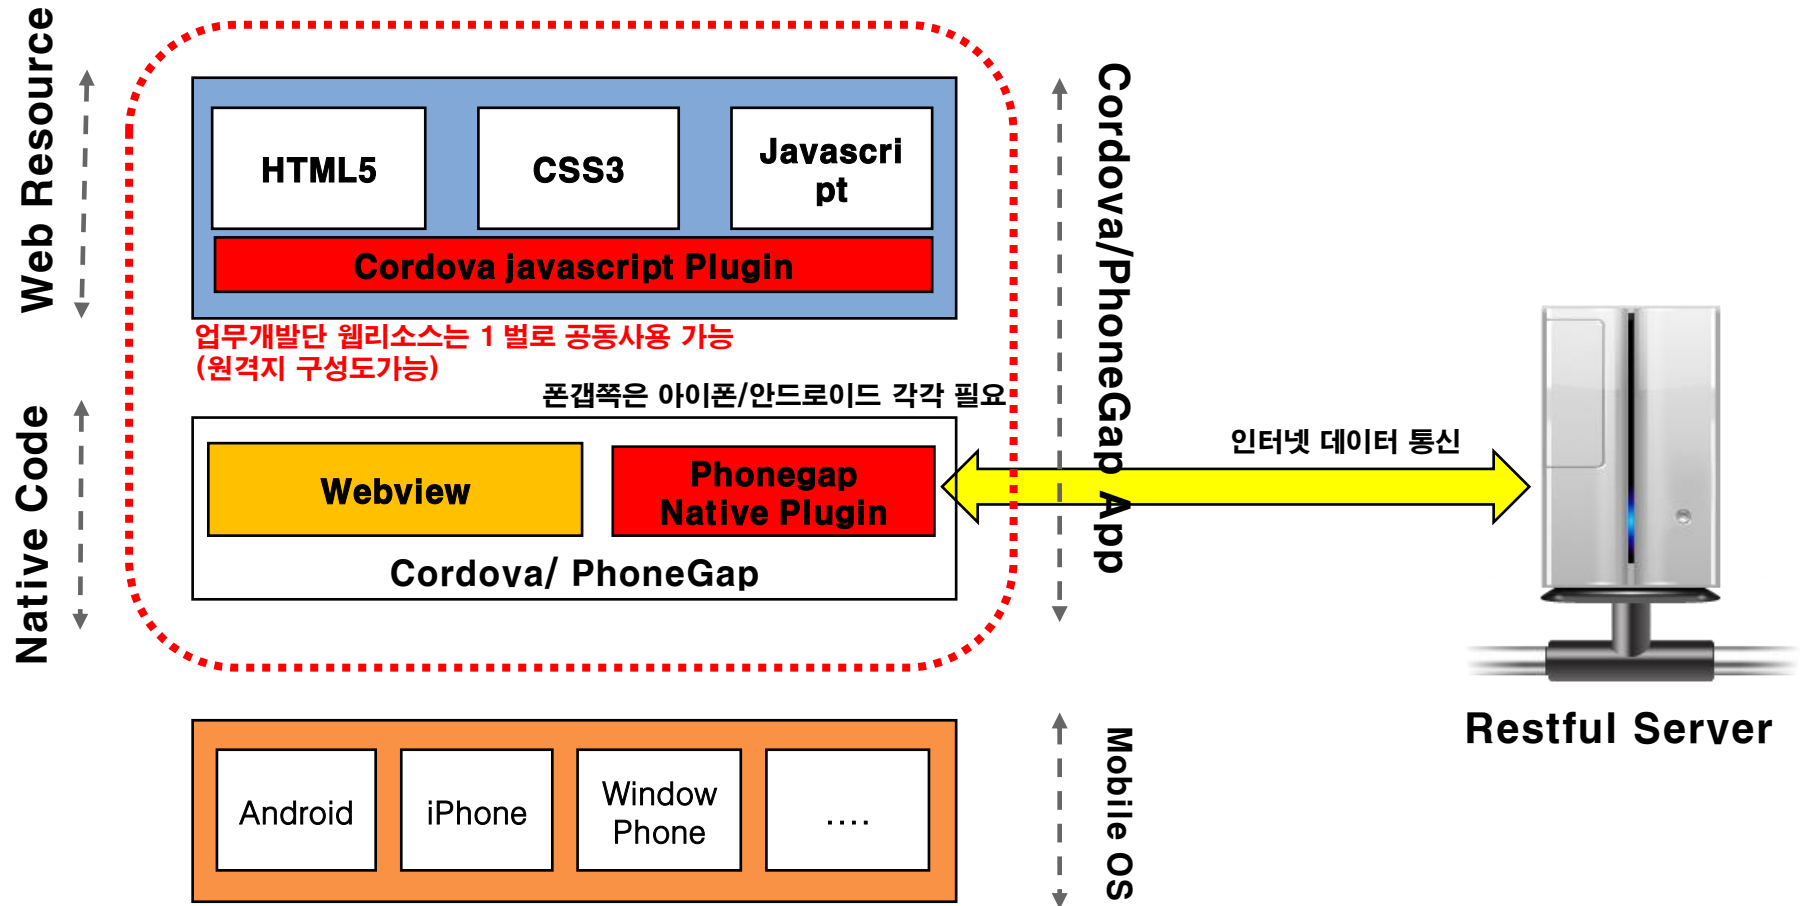 Web Resource
HTML5
CSS3
Javascri
pt
Cordova javascript Plugin
업무개발단 웹리소스는 1 벌로 공동사용 가능
(원격지 구성도가능)
Cordova/PhoneGap App
폰갭쪽은 아이폰/안드로이드 각각 필요
Native Code
Webview
Phonegap
Native Plugin
Cordova/ PhoneGap
인터넷 데이터 통신
Restful Server
Android
iPhone
Window
Phone
....
Mobile OS